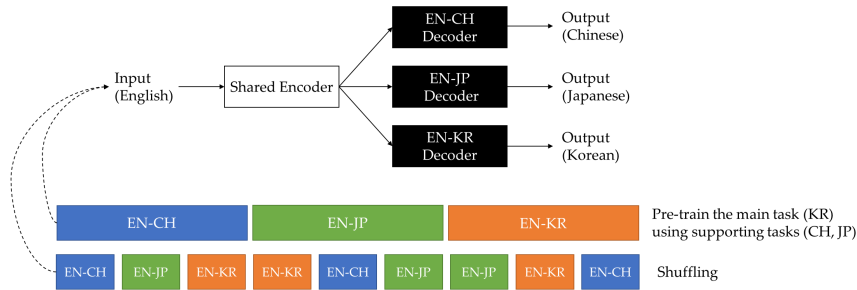 EN-CH
Decoder
Output
(Chinese)
Input
(English)
Shared Encoder
EN-JP
Decoder
Output
(Japanese)
EN-KR
Decoder
Output
(Korean)
EN-CH
EN-JP
EN-KR
Pre-train the main task (KR)
using supporting tasks (CH, JP)
EN-CH
EN-JP
EN-KR
EN-KR
EN-CH
EN-JP
EN-JP
EN-KR
EN-CH
Shuffling